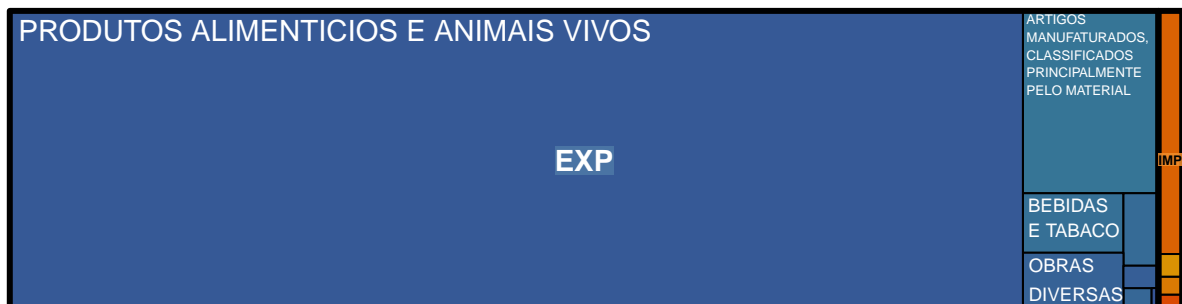 PRODUTOS ALIMENTICIOS E ANIMAIS VIVOS
EXP
ARTIGOS
MANUFATURADOS,
CLASSIFICADOS
PRINCIPALMENTE
PELO MATERIAL
BEBIDAS
E TABACO
OBRAS
DIVERSAS
IMP